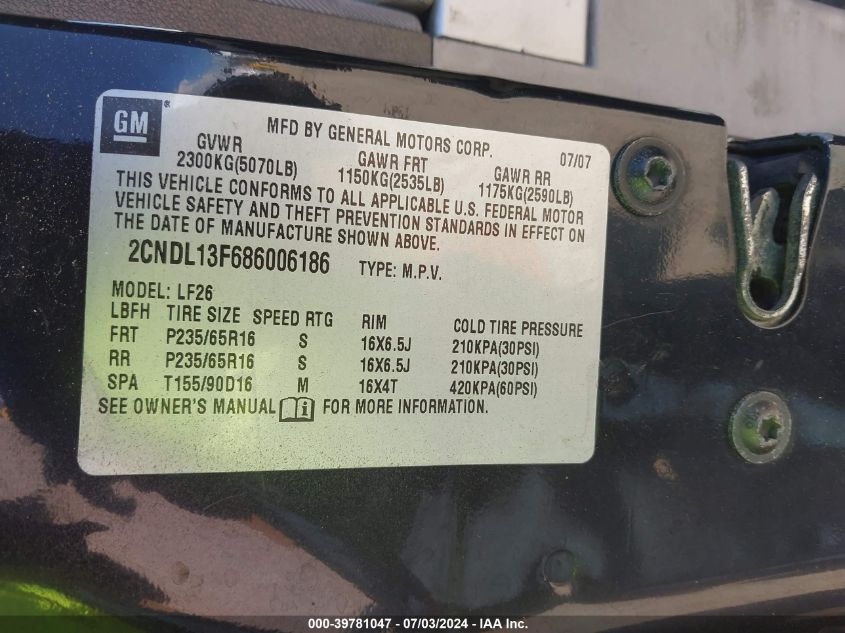 GM ®
MFD BY GENERAL MOTORS CORP. 07/07
GVWR GAWR FRT GAWR RR
2300KG(5070LB) 1150KG(2535LB) 1175KG(2590LB)
THIS VEHICLE CONFORMS TO ALL APPLICABLE U.S. FEDERAL MOTOR
VEHICLE SAFETY AND THEFT PREVENTION STANDARDS IN EFFECT ON
THE DATE OF MANUFACTURE SHOWN ABOVE.
2CNDL13F686006186 TYPE: M.P.V.
MODEL: LF26
LBFH TIRE SIZE SPEED RTG RIM COLD TIRE PRESSURE
FRT P235/65R16 S 16X6.5J 210KPA(30PSI)
RR P235/65R16 S 16X6.5J 210KPA(30PSI)
SPA T155/90D16 M 16X4T 420KPA(60PSI)
SEE OWNER'S MANUAL FOR MORE INFORMATION.
000-39781047 - 07/03/2024 - IAA Inc.